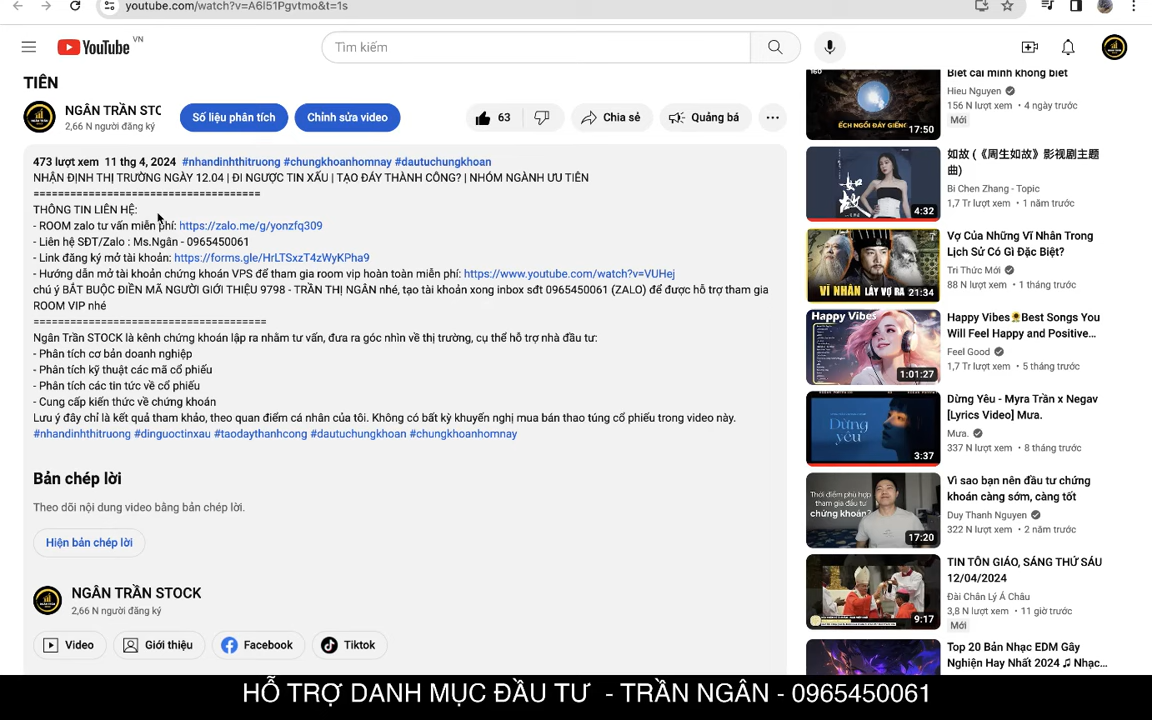 youtube.com/watch?v=A6l51Pgvtmo&t=1s
YouTube VN
Tìm kiếm
TIÊN
NGÂN TRẦN STO
2,66 N người đăng ký
Số liệu phân tích
Chỉnh sửa video
63
Chia sẻ
Quảng bá
473 lượt xem 11 thg 4, 2024 #nhandinhthitruong #chungkhoanhomnay #dautuchungkhoan
NHẬN ĐỊNH THỊ TRƯỜNG NGÀY 12.04 | ĐI NGƯỢC TIN XẤU | TẠO ĐÁY THÀNH CÔNG? | NHÓM NGÀNH ƯU TIÊN
====================================
THÔNG TIN LIÊN HỆ:
- ROOM zalo tư vấn miễn phí: https://zalo.me/g/yonzfq309
- Liên hệ SĐT/Zalo : Ms.Ngân - 0965450061
- Link đăng ký mở tài khoản: https://forms.gle/HrLTSxzT4zWyKPha9
- Hướng dẫn mở tài khoản chứng khoán VPS để tham gia room vip hoàn toàn miễn phí: https://www.youtube.com/watch?v=VUHej
chú ý BẮT BUỘC ĐIỀN MÃ NGƯỜI GIỚI THIỆU 9798 - TRẦN THỊ NGÂN nhé, tạo tài khoản xong inbox sđt 0965450061 (ZALO) để được hỗ trợ tham gia
ROOM VIP nhé
=====================================
Ngân Trần STOCK là kênh chứng khoán lập ra nhằm tư vấn, đưa ra góc nhìn về thị trường, cụ thể hỗ trợ nhà đầu tư:
- Phân tích cơ bản doanh nghiệp
- Phân tích kỹ thuật các mã cổ phiếu
- Phân tích các tin tức về cổ phiếu
- Cung cấp kiến thức về chứng khoán
Lưu ý đây chỉ là kết quả tham khảo, theo quan điểm cá nhân của tôi. Không có bất kỳ khuyến nghị mua bán thao túng cổ phiếu trong video này.
#nhandinhthitruong #dinguoctinxau #taodaythanhcong #dautuchungkhoan #chungkhoanhomnay
Bản chép lời
Theo dõi nội dung video bằng bản chép lời.
Hiện bản chép lời
NGÂN TRẦN STOCK
2,66 N người đăng ký
Video
Giới thiệu
Facebook
Tiktok
Biết cái mình không biết
Hieu Nguyen
156 N lượt xem • 4 ngày trước
Mới
ẾCH NGỒI ĐÁY GIẾNG
17:50
如故 (《周生如故》影视剧主题
曲)
Bi Chen Zhang - Topic
1,7 Tr lượt xem • 1 năm trước
如故
4:32
Vợ Của Những Vĩ Nhân Trong
Lịch Sử Có Gì Đặc Biệt?
Tri Thức Mới
88 N lượt xem • 1 tháng trước
VĨ NHÂN LẤY VỢ RA
21:34
Happy Vibes🌻Best Songs You
Will Feel Happy and Positive...
Feel Good
1,7 Tr lượt xem • 5 tháng trước
Happy Vibes
1:01:27
Dừng Yêu - Myra Trần x Negav
[Lyrics Video] Mưa.
Mưa.
337 N lượt xem • 8 tháng trước
Dừng yêu
3:37
Vì sao bạn nên đầu tư chứng
khoán càng sớm, càng tốt
Duy Thanh Nguyen
322 N lượt xem • 2 năm trước
Thời điểm phù hợp
tham gia đầu tư
chứng khoán?
17:20
TIN TÔN GIÁO, SÁNG THỨ SÁU
12/04/2024
Đài Chân Lý Á Châu
3,8 N lượt xem • 11 giờ trước
Mới
9:17
Top 20 Bản Nhạc EDM Gây
Nghiện Hay Nhất 2024 ♫ Nhạc...
HỖ TRỢ DANH MỤC ĐẦU TƯ - TRẦN NGÂN - 0965450061